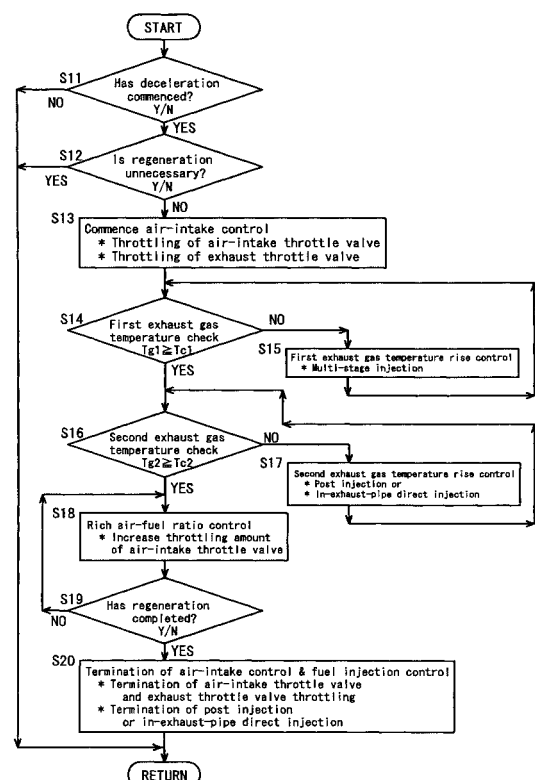 START
S11
Has deceleration
commenced?
Y/N
NO
YES
S12
Is regeneration
unnecessary?
Y/N
YES
NO
S13
Commence air-intake control
* Throttling of air-intake throttle valve
* Throttling of exhaust throttle valve
S14
First exhaust gas
temperature check
Tg1≧Tc1
NO
YES
S15
First exhaust gas temperature rise control
* Multi-stage injection
S16
Second exhaust gas
temperature check
Tg2≧Tc2
NO
YES
S17
Second exhaust gas temperature rise control
* Post injection or
* In-exhaust-pipe direct injection
S18
Rich air-fuel ratio control
* Increase throttling amount
of air-intake throttle valve
S19
Has regeneration
completed?
Y/N
NO
YES
S20
Termination of air-intake control & fuel injection control
* Termination of air-intake throttle valve
and exhaust throttle valve throttling
* Termination of post injection
or in-exhaust-pipe direct injection
RETURN